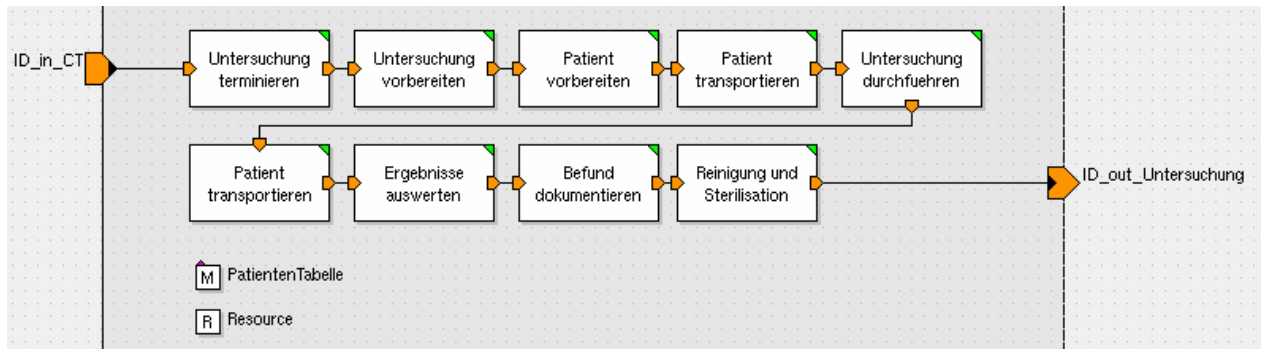 ID_in_CT
Untersuchung
terminieren
Untersuchung
vorbereiten
Patient
vorbereiten
Patient
transportieren
Untersuchung
durchfuehren
Patient
transportieren
Ergebnisse
auswerten
Befund
dokumentieren
Reinigung und
Sterilisation
ID_out_Untersuchung
M PatientenTabelle
R Resource